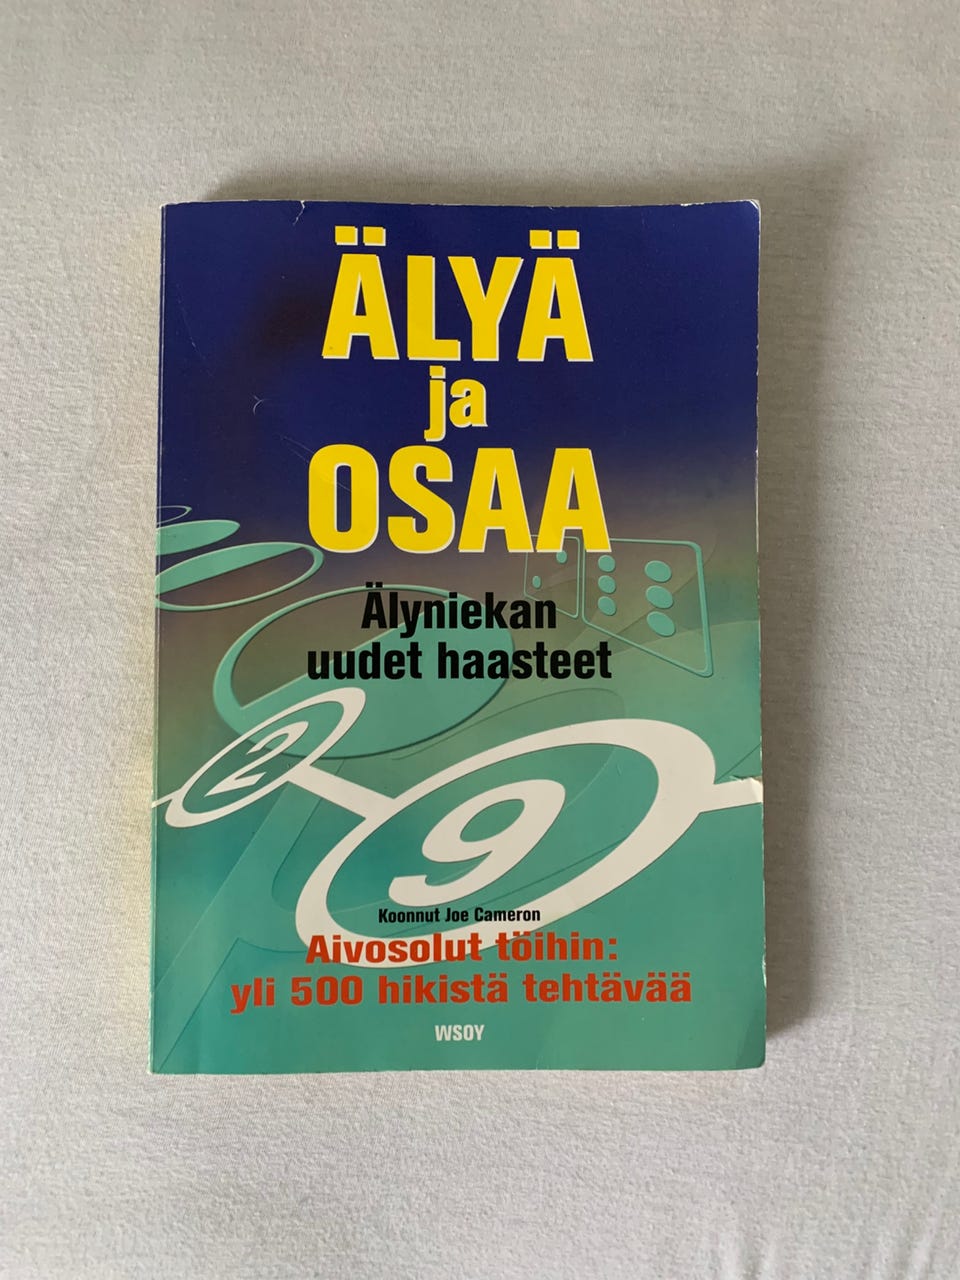 ÄLYÄ
ja
OSAA
Älyniekan
uudet haasteet
2
9
Koonnut Joe Cameron
Aivosolut töihin:
yli 500 hikistä tehtävää
WSOY